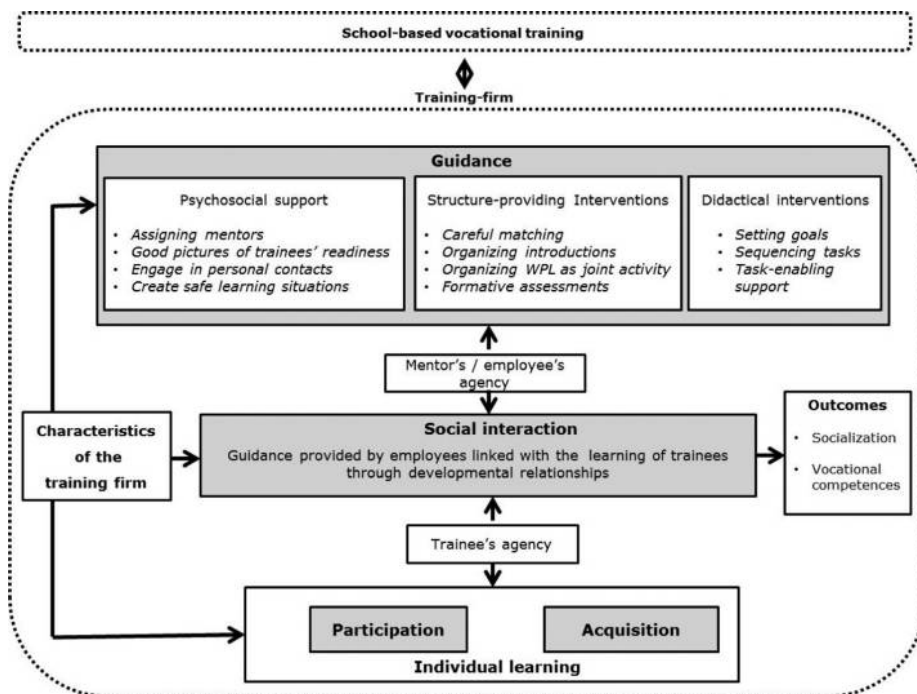 School-based vocational training
Training-firm
Guidance
Psychosocial support
• Assigning mentors
• Good pictures of trainees’ readiness
• Engage in personal contacts
• Create safe learning situations
Structure-providing Interventions
• Careful matching
• Organizing introductions
• Organizing WPL as joint activity
• Formative assessments
Didactical interventions
• Setting goals
• Sequencing tasks
• Task-enabling
support
Mentor’s / employee’s
agency
Characteristics
of the
training firm
Social interaction
Guidance provided by employees linked with the learning of trainees
through developmental relationships
Outcomes
• Socialization
• Vocational
competences
Trainee’s agency
Participation
Acquisition
Individual learning